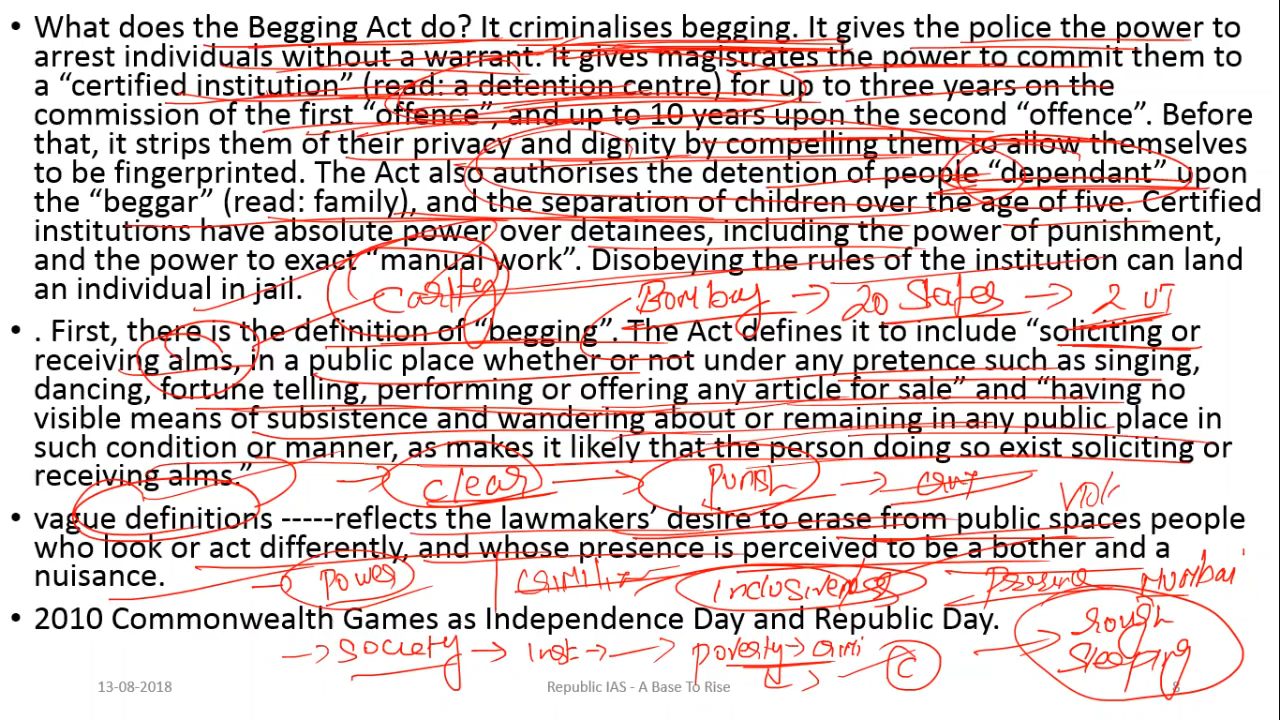 • What does the Begging Act do? It criminalises begging. It gives the police the power to
arrest individuals without a warrant. It gives magistrates the power to commit them to
a “certified institution” (read: a detention centre) for up to three years on the
commission of the first “offence”, and up to 10 years upon the second “offence”. Before
that, it strips them of their privacy and dignity by compelling them to allow themselves
to be fingerprinted. The Act also authorises the detention of people “dependant” upon
the “beggar” (read: family), and the separation of children over the age of five. Certified
institutions have absolute power over detainees, including the power of punishment,
and the power to exact “manual work”. Disobeying the rules of the institution can land
an individual in jail.
Bombay → 20 States → 2 UT
• . First, there is the definition of “begging”. The Act defines it to include “soliciting or
receiving alms, in a public place whether or not under any pretence such as singing,
dancing, fortune telling, performing or offering any article for sale” and “having no
visible means of subsistence and wandering about or remaining in any public place in
such condition or manner, as makes it likely that the person doing so exist soliciting or
receiving alms.”
→ clear → Punish →
• vague definitions -----reflects the lawmakers’ desire to erase from public spaces people
who look or act differently, and whose presence is perceived to be a bother and a
nuisance.
Power Inclusiveness Mumbai
• 2010 Commonwealth Games as Independence Day and Republic Day.
→ society → Inst → → poverty → crimi C → rough
sleeping
13-08-2018 Republic IAS - A Base To Rise 8